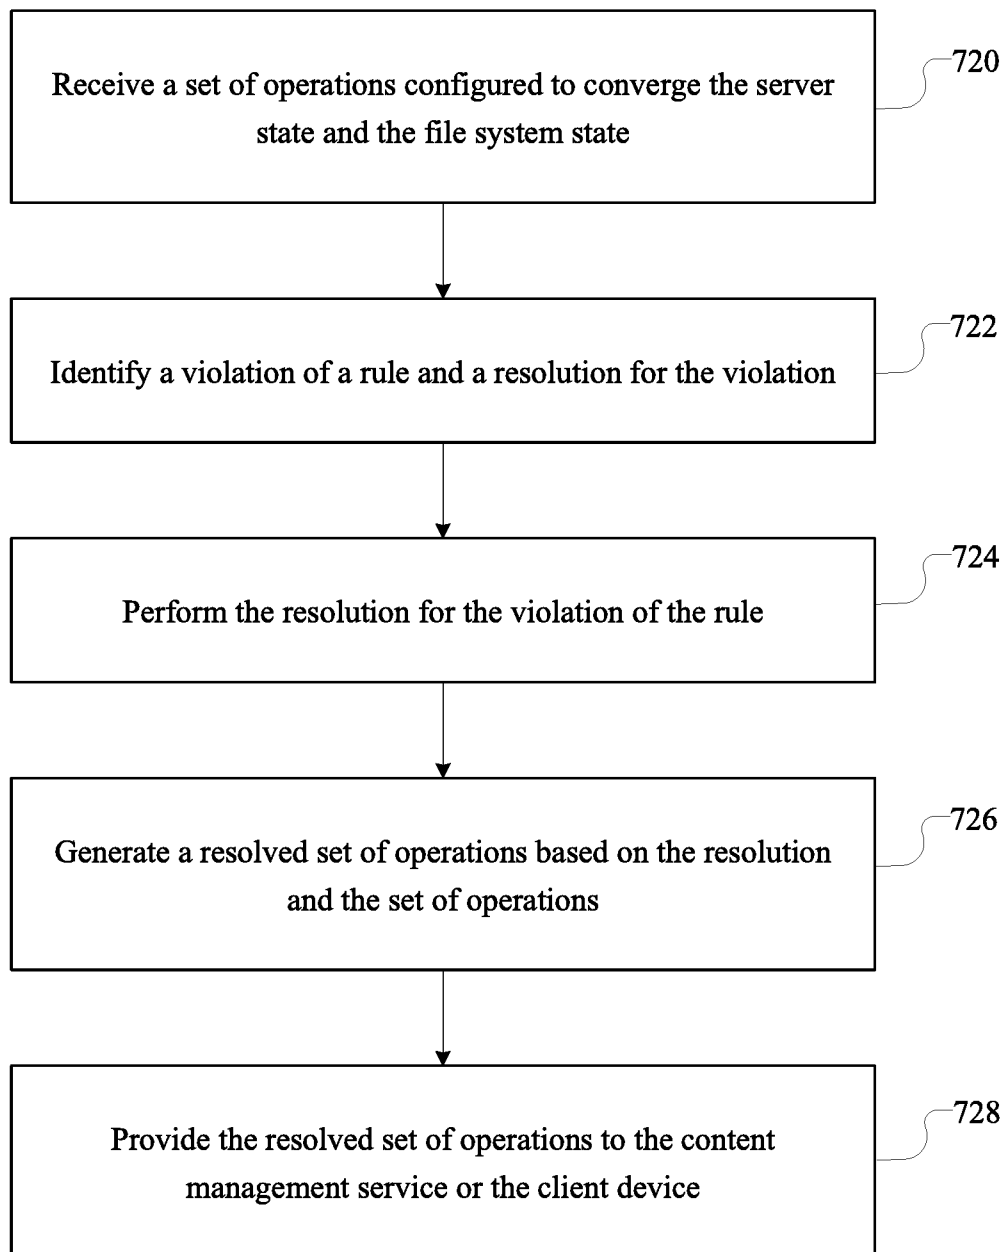 Receive a set of operations configured to converge the server
state and the file system state
720
Identify a violation of a rule and a resolution for the violation
722
Perform the resolution for the violation of the rule
724
Generate a resolved set of operations based on the resolution
and the set of operations
726
Provide the resolved set of operations to the content
management service or the client device
728